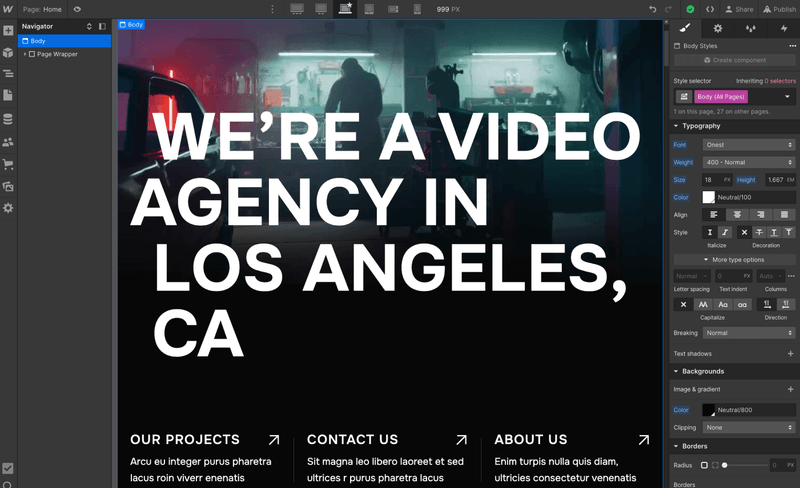 Page: Home
999 PX
Share
Publish
Navigator
Body
Page Wrapper
Body
WE’RE A VIDEO
AGENCY IN
LOS ANGELES,
CA
OUR PROJECTS
Arcu eu integer purus pharetra
lacus roin viverr enenatis
CONTACT US
Sit magna leo libero laoreet et sed
ultrices r purus pharetra lacus
ABOUT US
Enim turpis nulla quis diam,
ultricies consectetur venenatis
Body Styles
Create component
Style selector
Inheriting 0 selectors
Body (All Pages)
1 on this page, 27 on other pages.
Typography
Font
Onest
Weight
400 - Normal
Size
18 PX
Height
1.667 EM
Color
Neutral/100
Align
Style
Italicize
Decoration
More type options
Normal
0 PX
Auto
Letter spacing
Text indent
Columns
AA Aa aa
Capitalize
Direction
Breaking
Normal
Text shadows
Backgrounds
Image & gradient
Color
Neutral/800
Clipping
None
Borders
Radius
0 PX
Borders